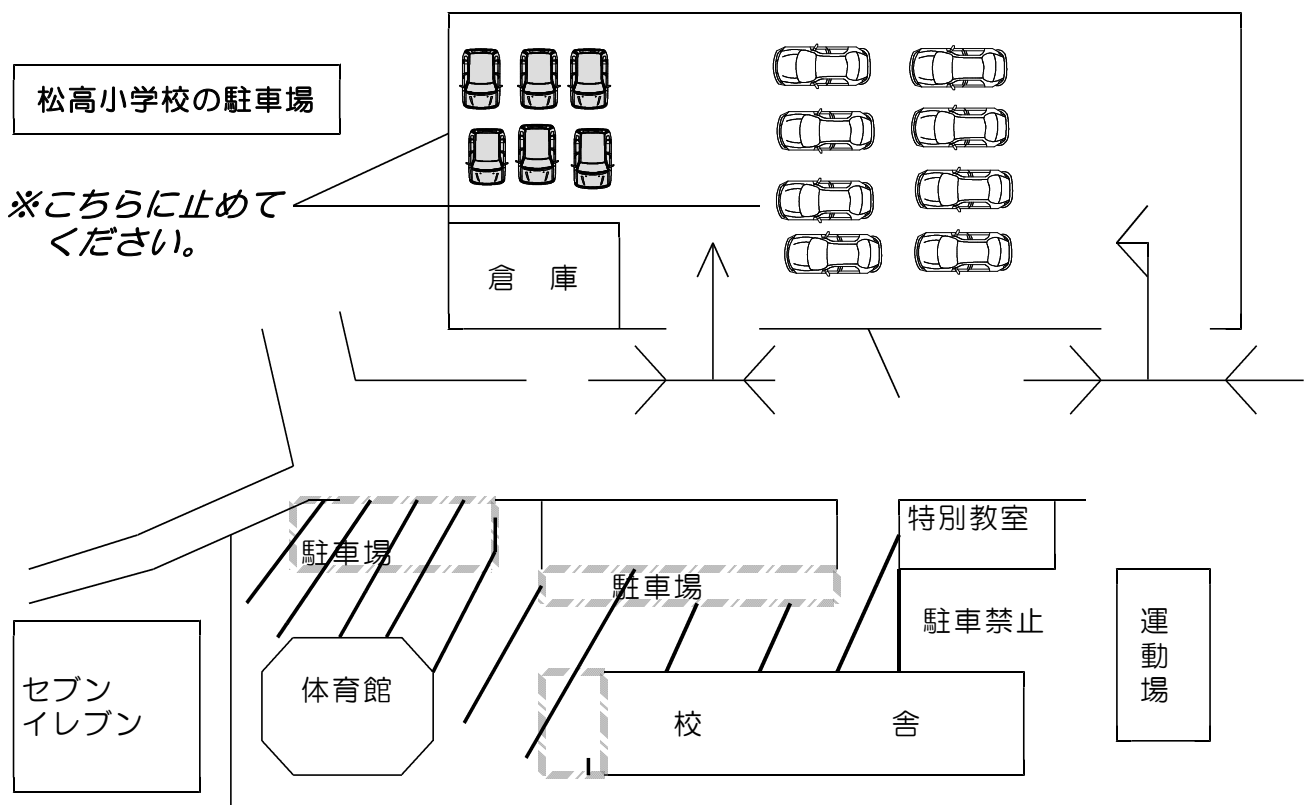 松高小学校の駐車場
※こちらに止めて
ください。
倉　庫
特別教室
駐車場
駐車場
駐車禁止
運動場
セブン
イレブン
体育館
校　舎